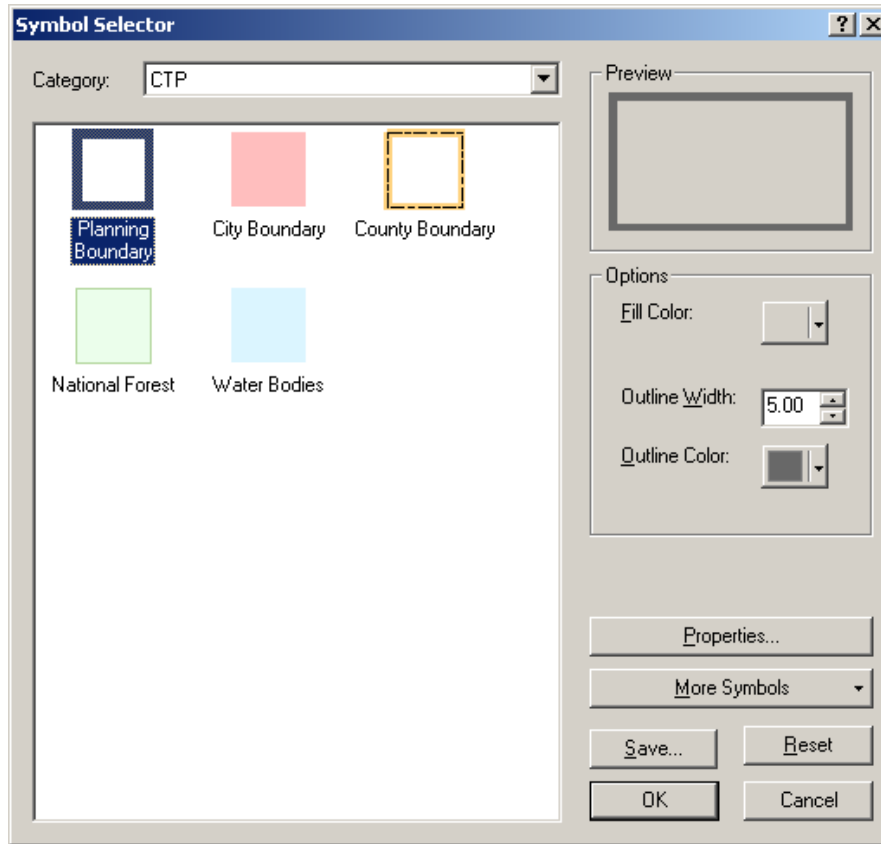 Symbol Selector
Category: CTP
Planning
Boundary
City Boundary
County Boundary
National Forest
Water Bodies
Preview
Options
Fill Color:
Outline Width: 5.00
Outline Color:
Properties...
More Symbols
Save... Reset
OK Cancel